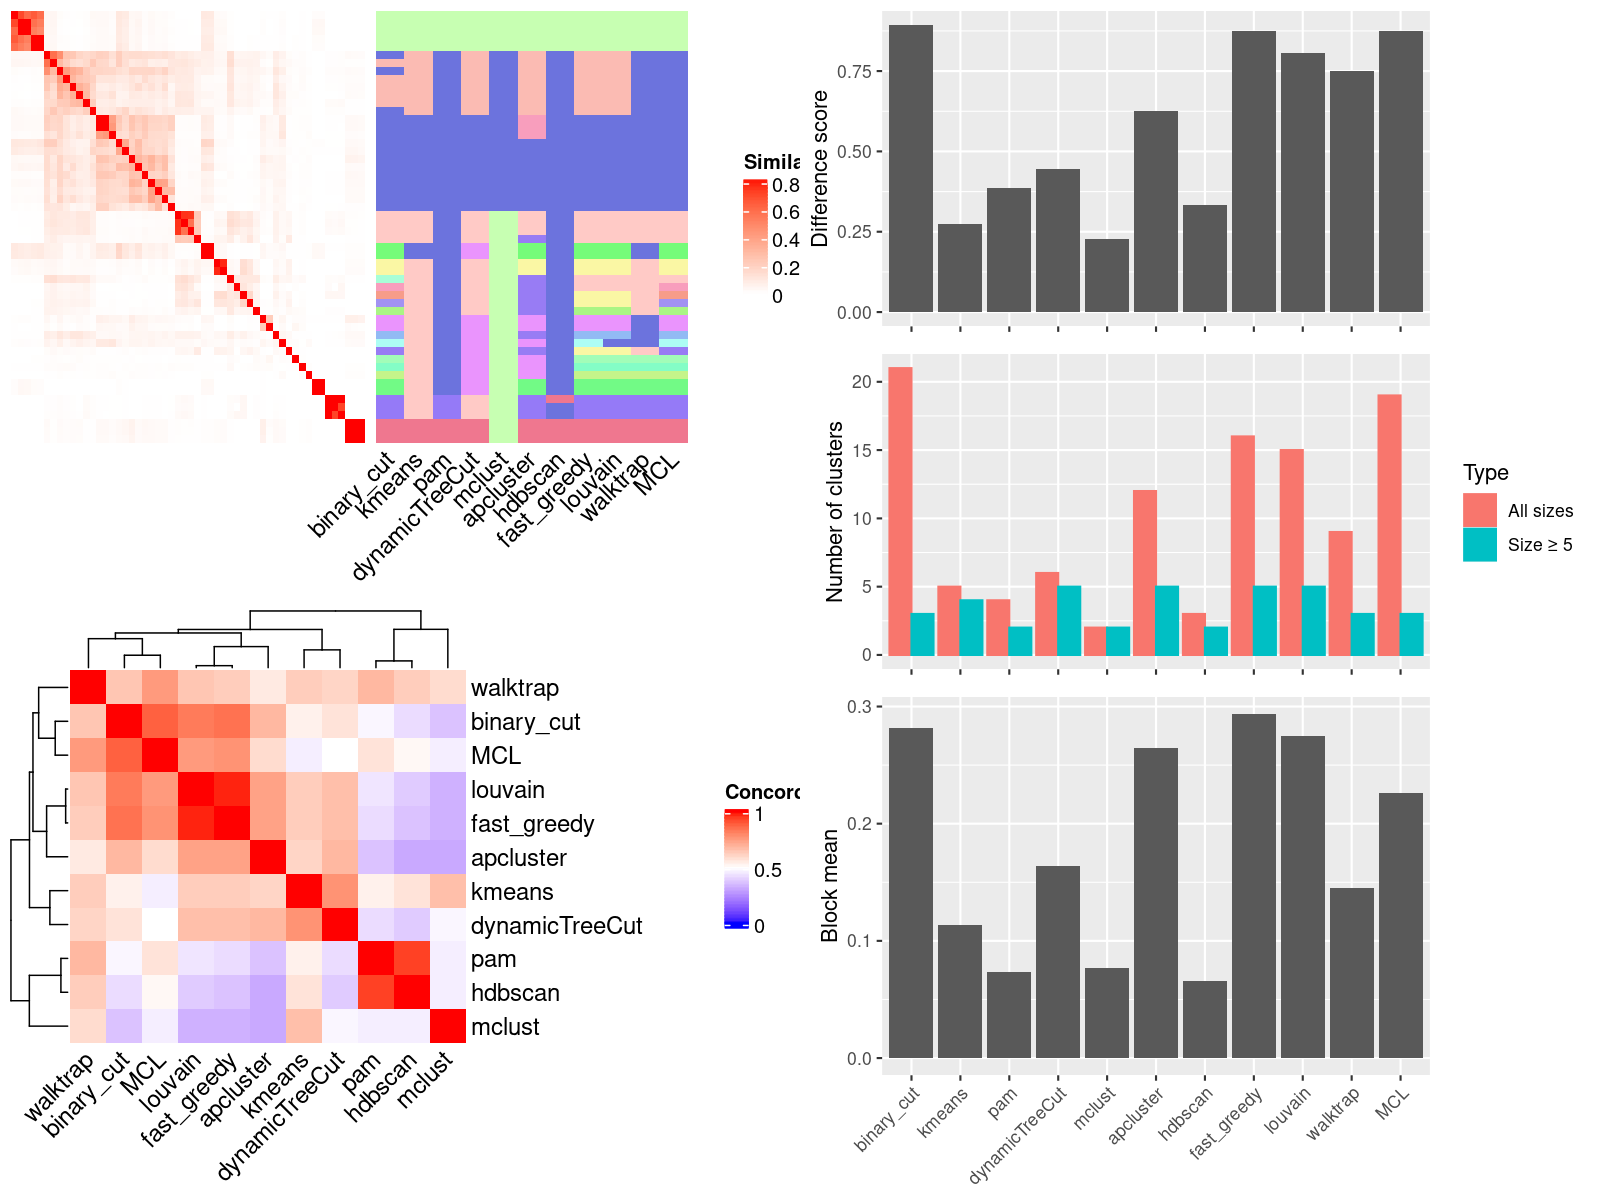 Simila
0.8
0.6
0.4
0.2
0
binary_cut
kmeans
pam
dynamicTreeCut
mclust
apcluster
hdbscan
fast_greedy
louvain
walktrap
MCL
walktrap
binary_cut
MCL
louvain
fast_greedy
apcluster
kmeans
dynamicTreeCut
pam
hdbscan
mclust
Concord
1
0.5
0
walktrap
binary_cut
MCL
louvain
fast_greedy
apcluster
kmeans
dynamicTreeCut
pam
hdbscan
mclust
Difference score
0.75
0.50
0.25
0.00
Number of clusters
20
15
10
5
0
Type
All sizes
Size ≥ 5
Block mean
0.3
0.2
0.1
0.0
binary_cut
kmeans
pam
dynamicTreeCut
mclust
apcluster
hdbscan
fast_greedy
louvain
walktrap
MCL